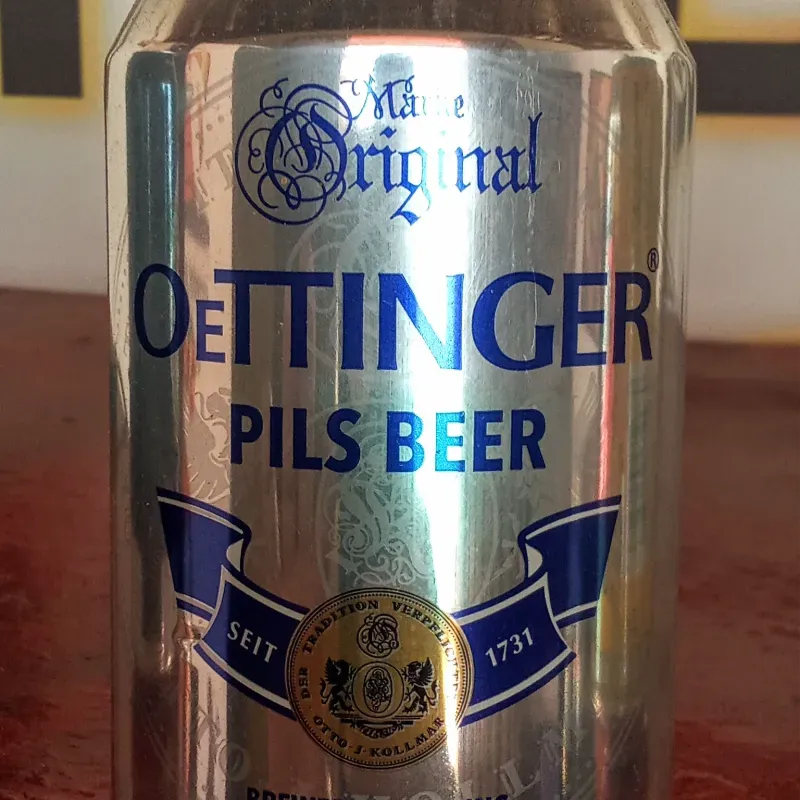 Original
OETTINGER®
PILS BEER
SEIT
1731
DER TRADITION VERPFLICHTET
OTTO·J·KOLLMAR